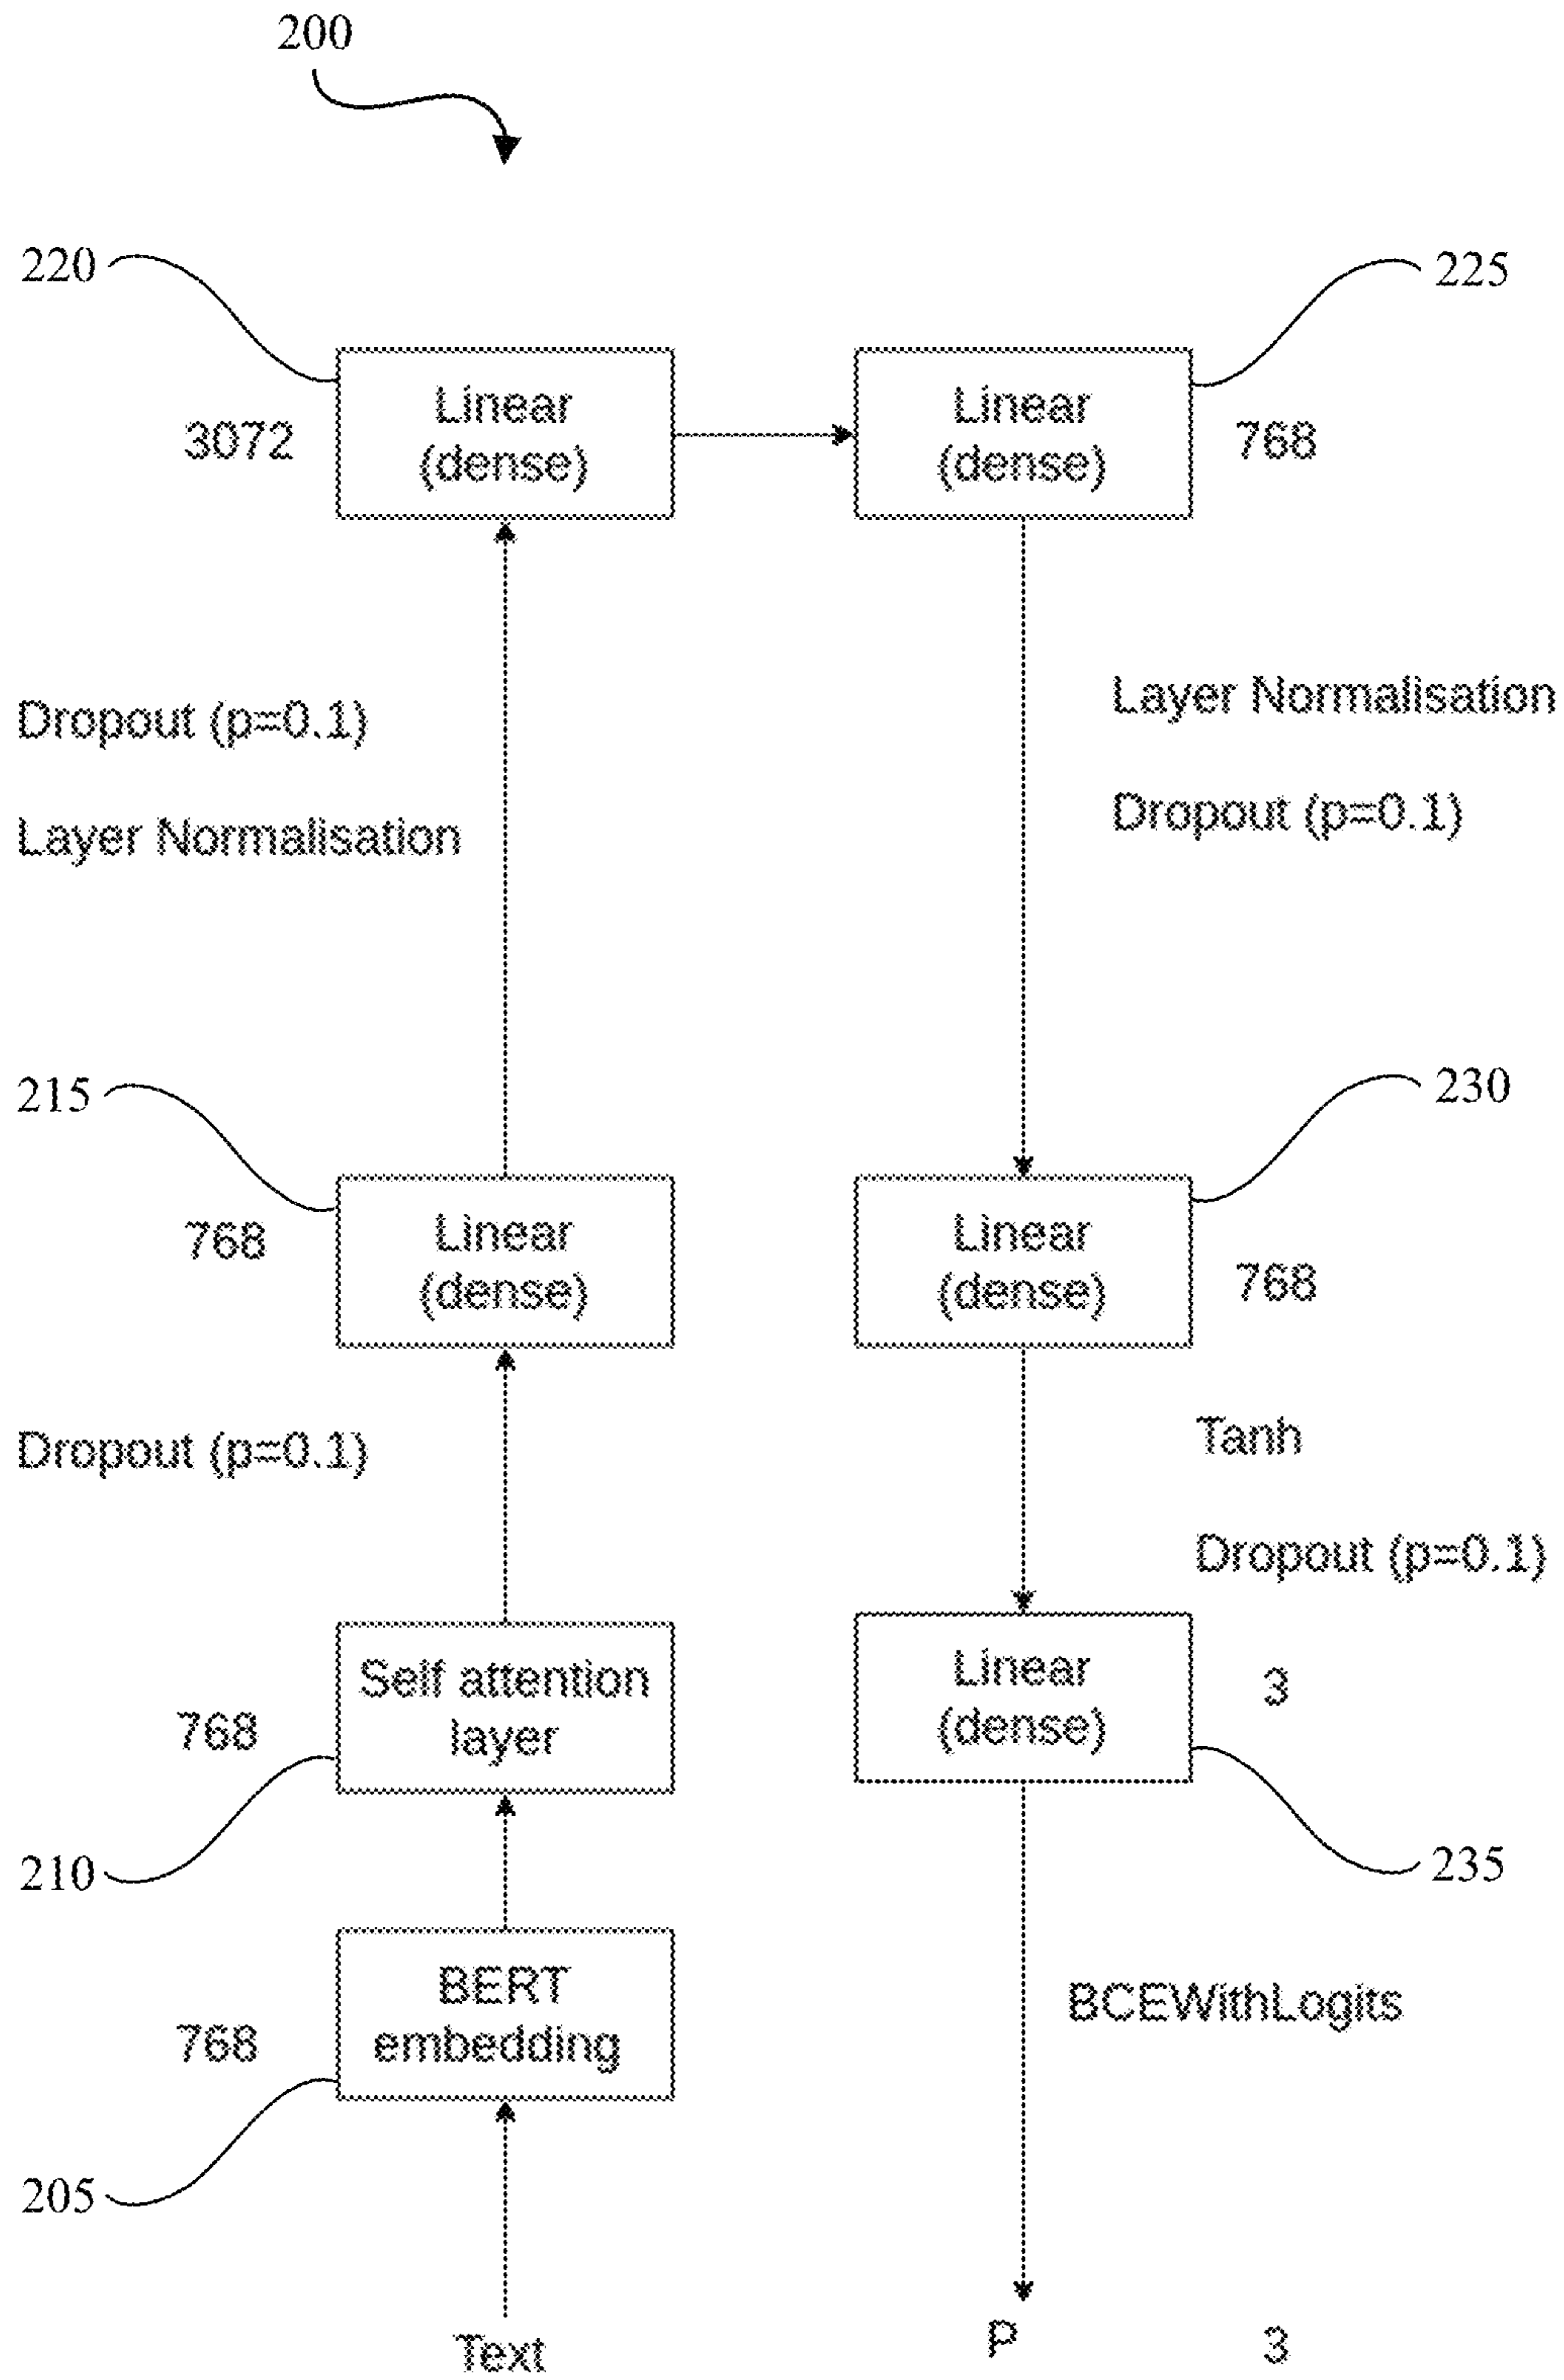 200
220
225
Linear
(dense)
3072
Linear
(dense)
768
Dropout (p=0.1)
Layer Normalisation
Layer Normalisation
Dropout (p=0.1)
215
230
768
Linear
(dense)
Linear
(dense)
768
Dropout (p=0.1)
Tanh
Dropout (p=0.1)
768
Self attention
layer
Linear
(dense)
3
210
235
BERT
embedding
768
BCEWithLogits
205
Text
P
3